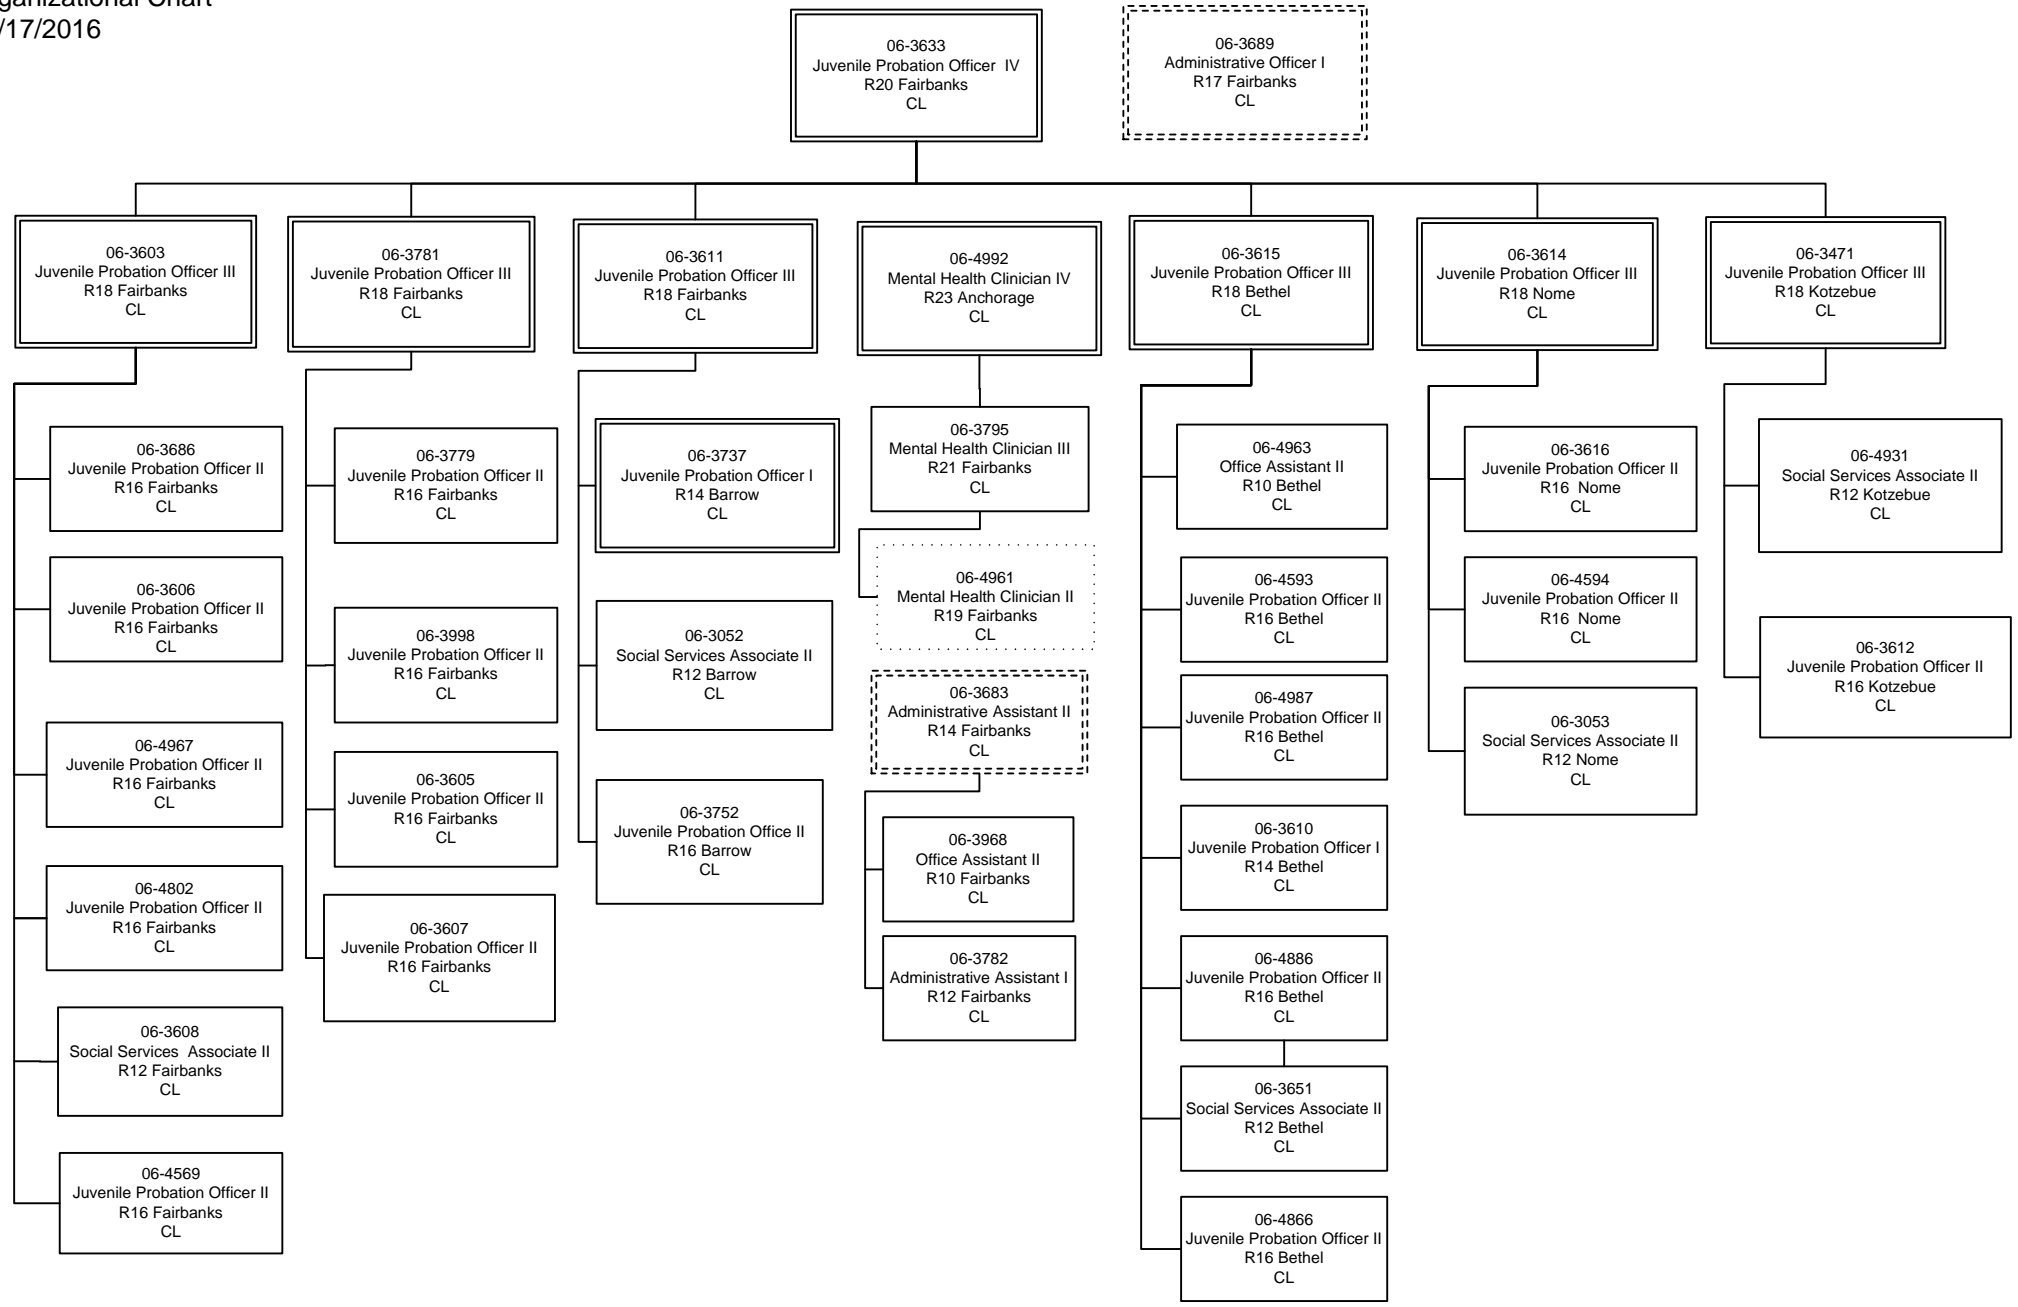 ganizational Chart
/17/2016
06-3633
Juvenile Probation Officer IV
R20 Fairbanks
CL
06-3689
Administrative Officer I
R17 Fairbanks
CL
06-3603
Juvenile Probation Officer III
R18 Fairbanks
CL
06-3781
Juvenile Probation Officer III
R18 Fairbanks
CL
06-3611
Juvenile Probation Officer III
R18 Fairbanks
CL
06-4992
Mental Health Clinician IV
R23 Anchorage
CL
06-3615
Juvenile Probation Officer III
R18 Bethel
CL
06-3614
Juvenile Probation Officer III
R18 Nome
CL
06-3471
Juvenile Probation Officer III
R18 Kotzebue
CL
06-3686
Juvenile Probation Officer II
R16 Fairbanks
CL
06-3606
Juvenile Probation Officer II
R16 Fairbanks
CL
06-4967
Juvenile Probation Officer II
R16 Fairbanks
CL
06-4802
Juvenile Probation Officer II
R16 Fairbanks
CL
06-3608
Social Services Associate II
R12 Fairbanks
CL
06-4569
Juvenile Probation Officer II
R16 Fairbanks
CL
06-3779
Juvenile Probation Officer II
R16 Fairbanks
CL
06-3998
Juvenile Probation Officer II
R16 Fairbanks
CL
06-3605
Juvenile Probation Officer II
R16 Fairbanks
CL
06-3607
Juvenile Probation Officer II
R16 Fairbanks
CL
06-3737
Juvenile Probation Officer I
R14 Barrow
CL
06-3052
Social Services Associate II
R12 Barrow
CL
06-3752
Juvenile Probation Office II
R16 Barrow
CL
06-3795
Mental Health Clinician III
R21 Fairbanks
CL
06-4961
Mental Health Clinician II
R19 Fairbanks
CL
06-3683
Administrative Assistant II
R14 Fairbanks
CL
06-3968
Office Assistant II
R10 Fairbanks
CL
06-3782
Administrative Assistant I
R12 Fairbanks
CL
06-4963
Office Assistant II
R10 Bethel
CL
06-4593
Juvenile Probation Officer II
R16 Bethel
CL
06-4987
Juvenile Probation Officer II
R16 Bethel
CL
06-3610
Juvenile Probation Officer I
R14 Bethel
CL
06-4886
Juvenile Probation Officer II
R16 Bethel
CL
06-3651
Social Services Associate II
R12 Bethel
CL
06-4866
Juvenile Probation Officer II
R16 Bethel
CL
06-3616
Juvenile Probation Officer II
R16 Nome
CL
06-4594
Juvenile Probation Officer II
R16 Nome
CL
06-3053
Social Services Associate II
R12 Nome
CL
06-4931
Social Services Associate II
R12 Kotzebue
CL
06-3612
Juvenile Probation Officer II
R16 Kotzebue
CL